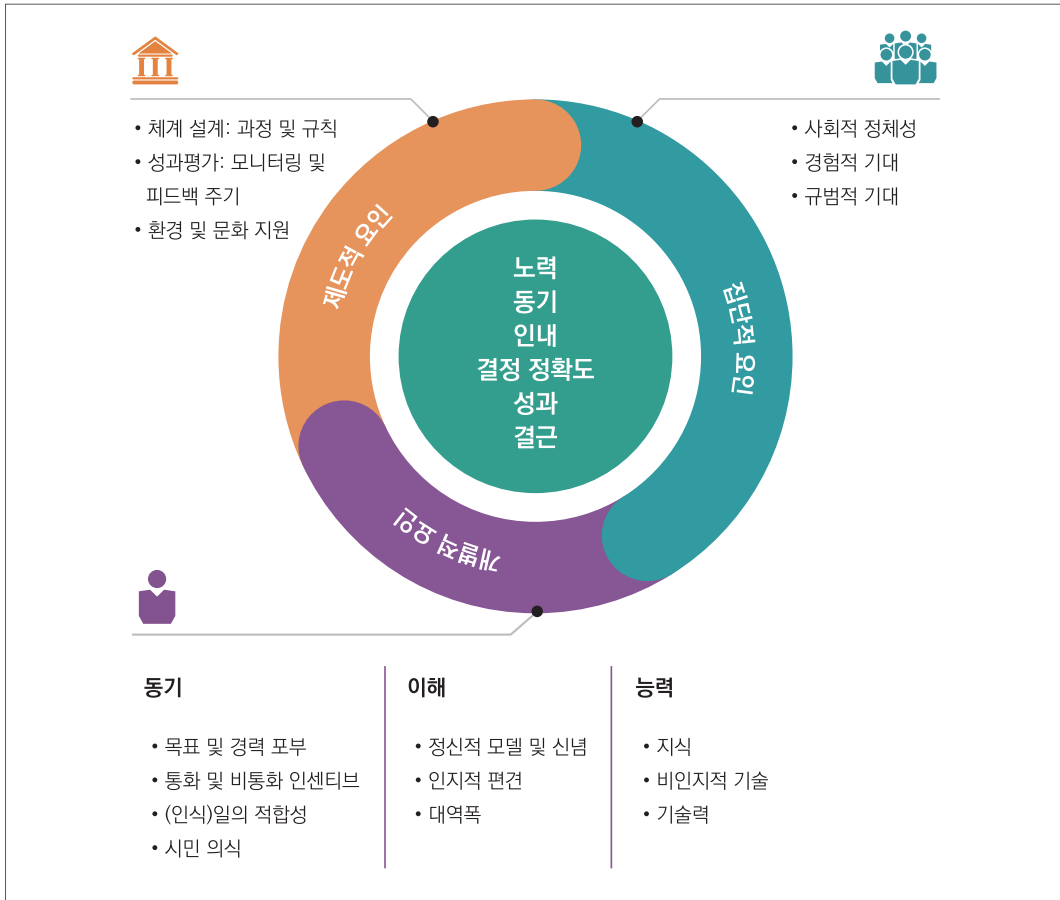 • 체계 설계: 과정 및 규칙
• 성과평가: 모니터링 및
피드백 주기
• 환경 및 문화 지원
• 사회적 정체성
• 경험적 기대
• 규범적 기대
제도적 요인
집단적 요인
개별적 요인
노력
동기
인내
결정 정확도
성과
결근
동기
• 목표 및 경력 포부
• 통화 및 비통화 인센티브
• (인식)일의 적합성
• 시민 의식
이해
• 정신적 모델 및 신념
• 인지적 편견
• 대역폭
능력
• 지식
• 비인지적 기술
• 기술력